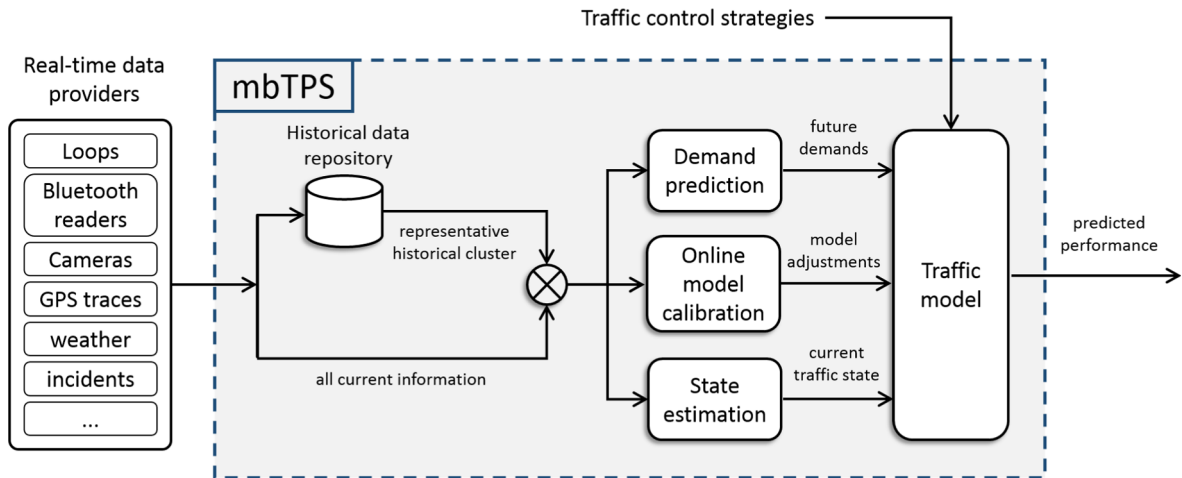 Traffic control strategies
Real-time data
providers
Loops
Bluetooth
readers
Cameras
GPS traces
weather
incidents
...
mbTPS
Historical data
repository
representative
historical cluster
all current information
Demand
prediction
Online
model
calibration
State
estimation
future
demands
model
adjustments
current
traffic state
Traffic
model
predicted
performance